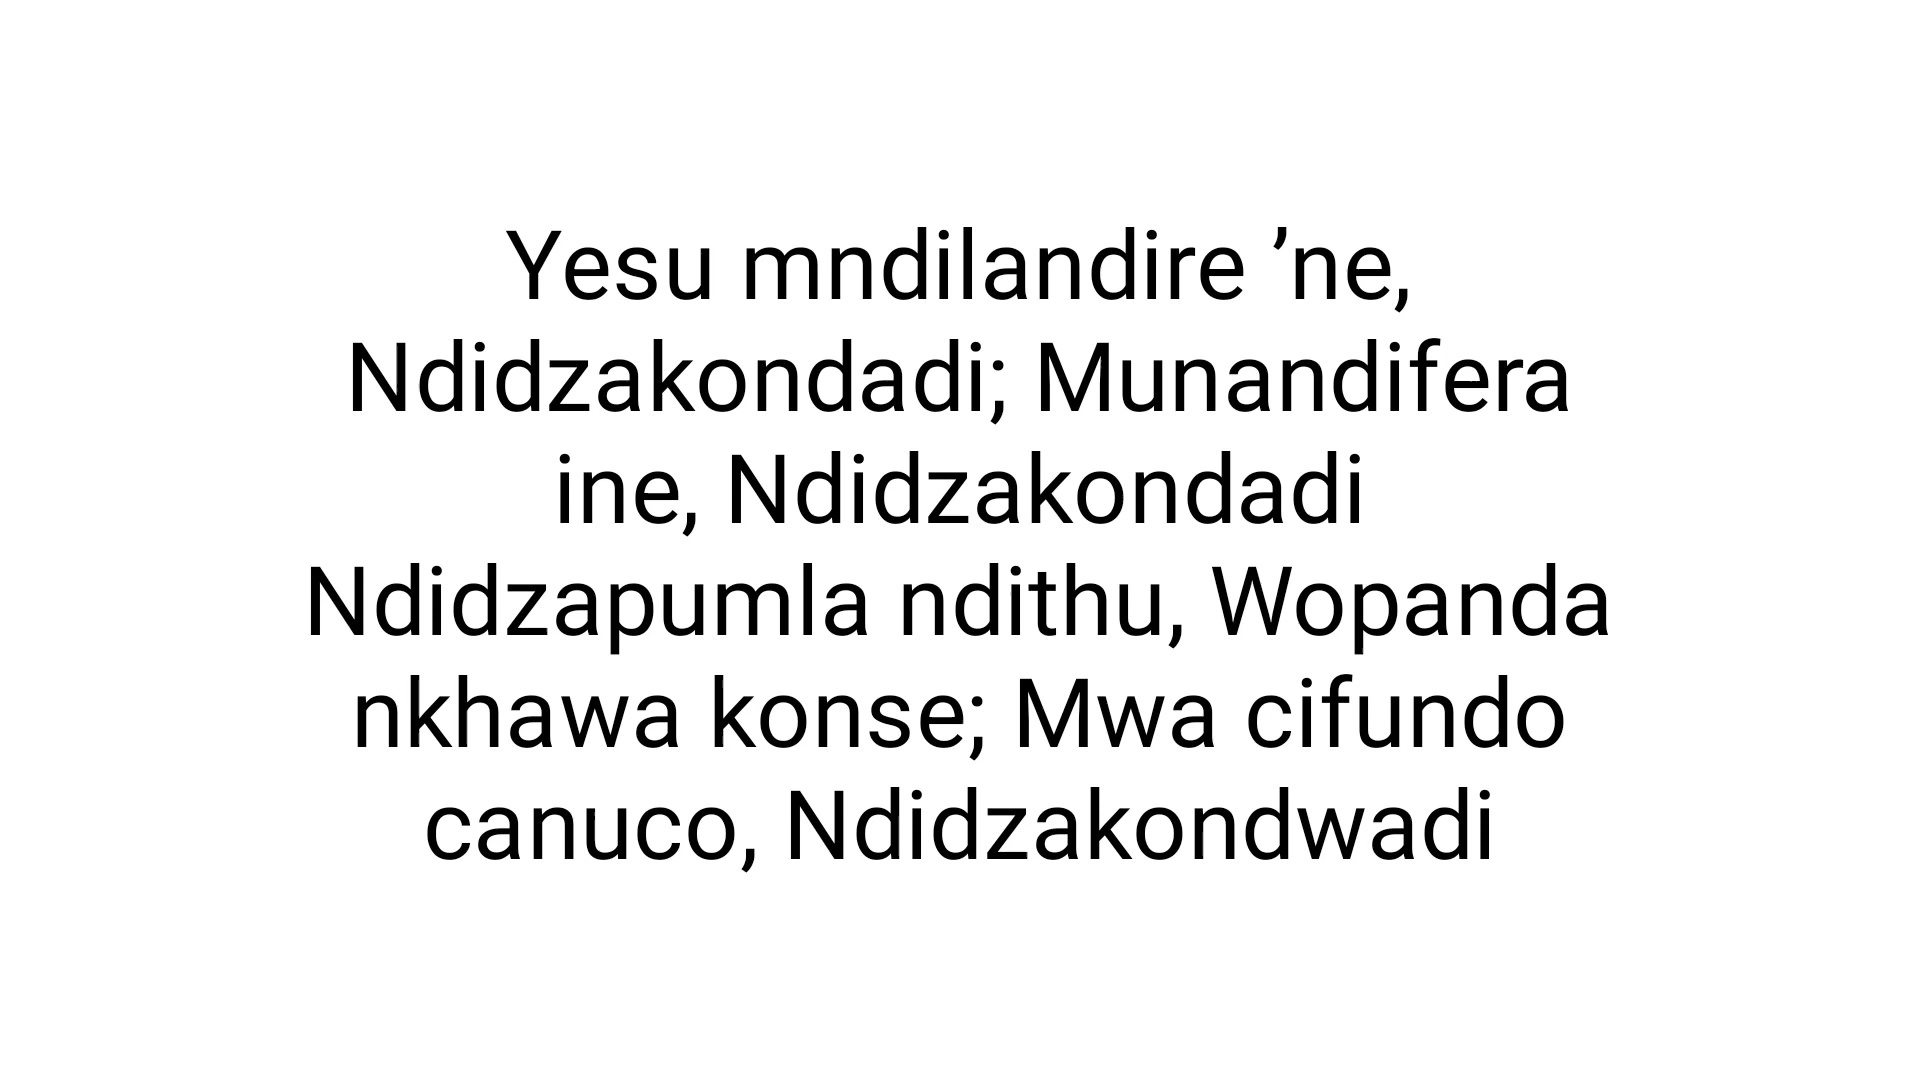 Yesu mndilandire ’ne,
Ndidzakondadi; Munandifera
ine, Ndidzakondadi
Ndidzapumla ndithu, Wopanda
nkhawa konse; Mwa cifundo
canuco, Ndidzakondwadi